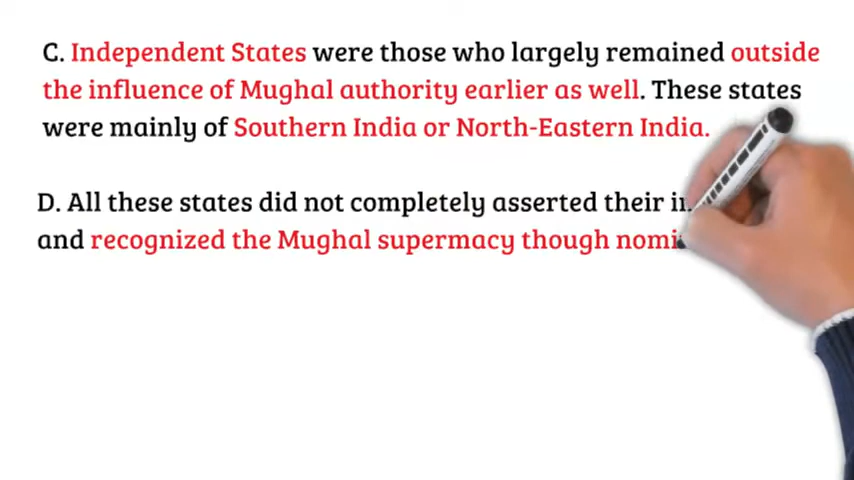 C. Independent States were those who largely remained outside
the influence of Mughal authority earlier as well. These states
were mainly of Southern India or North-Eastern India.
D. All these states did not completely asserted their
and recognized the Mughal supermacy though